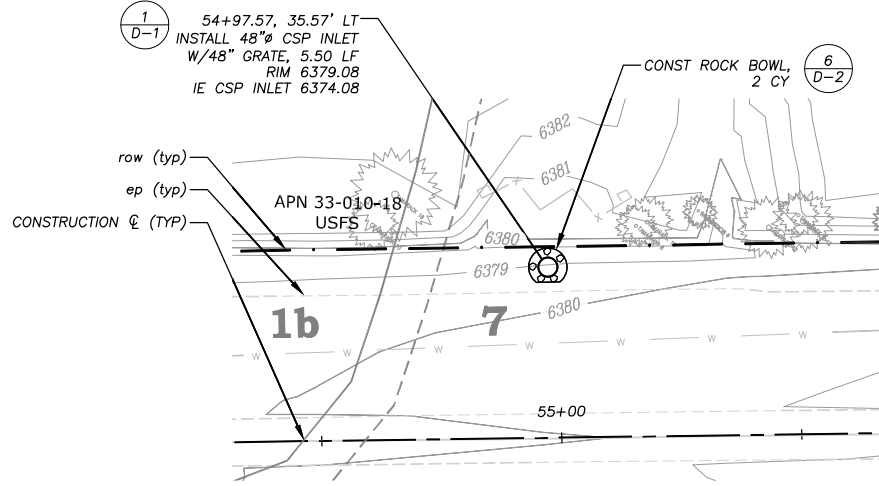 1
D-1
54+97.57, 35.57' LT
INSTALL 48"Ø CSP INLET
W/48" GRATE, 5.50 LF
RIM 6379.08
IE CSP INLET 6374.08
CONST ROCK BOWL,
2 CY
6
D-2
6382
6381
row (typ)
ep (typ)
CONSTRUCTION ℄ (TYP)
APN 33-010-18
USFS
6380
6379
6380
1b
7
W
W
W
W
W
W
55+00